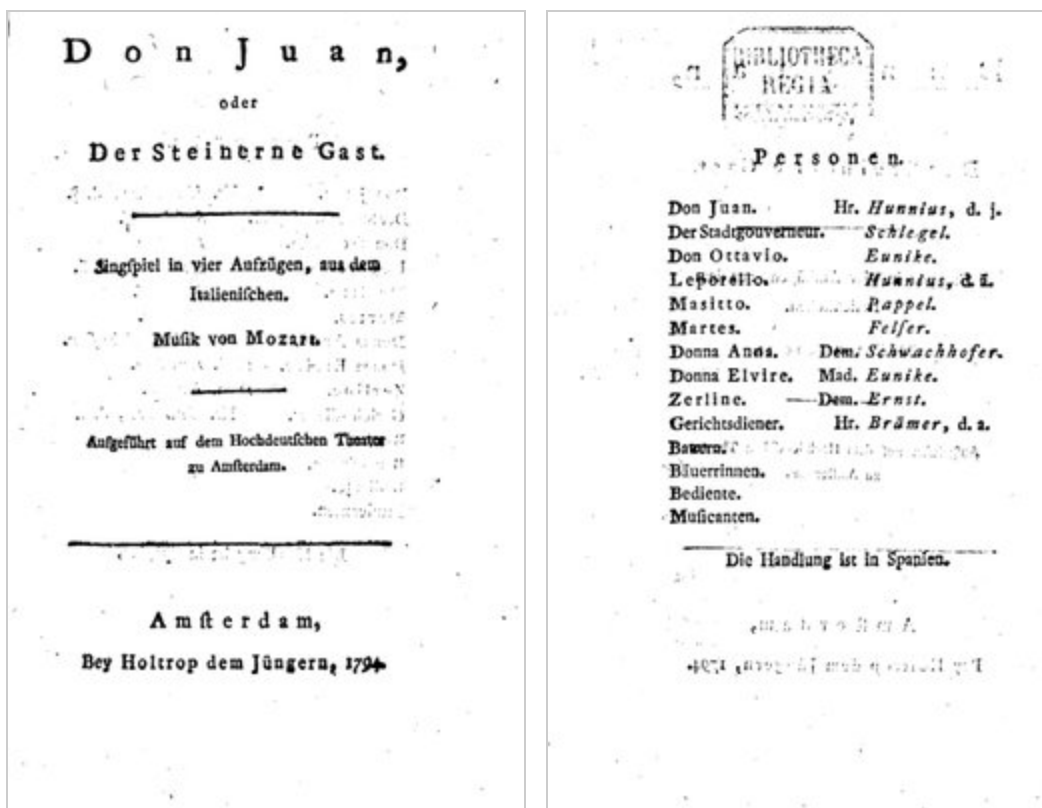 Don Juan,
oder
Der Steinerne Gast.
Singſpiel in vier Aufzügen, aus dem
Italieniſchen.
Muſik von Mozart.
Aufgeführt auf dem Hochdeutſchen Theater
zu Amſterdam.
Amſterdam,
Bey Holtrop dem Jüngern, 1794.
BIBLIOTHECA
REGIA
Personen.
Don Juan. Hr. Hunnius, d. j.
Der Stadtgouverneur. — Schlegel.
Don Ottavio. Eunike.
Leporello. Hunnius, d. ä.
Masitto. Pappel.
Martes. Felſer.
Donna Anna. Dem. Schwachhofer.
Donna Elvire. Mad. Eunike.
Zerline. — Dem. Ernst.
Gerichtsdiener. Hr. Brämer, d. a.
Bauern.
Bäuerrinnen.
Bediente.
Muſicanten.
Die Handlung ist in Spanien.